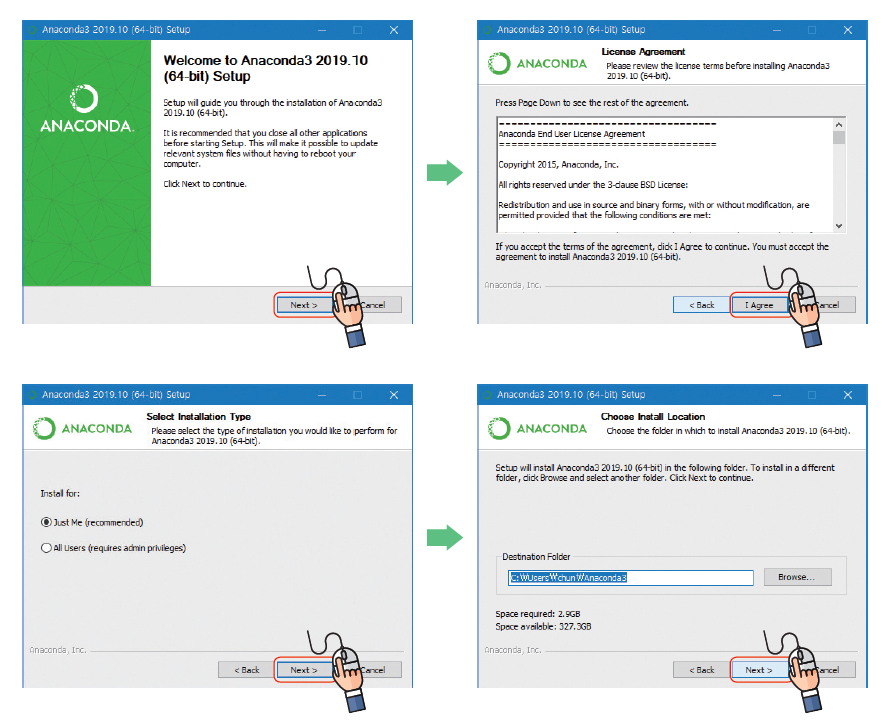 Anaconda3 2019.10 (64-bit) Setup
ANACONDA.
Welcome to Anaconda3 2019.10
(64-bit) Setup
Setup will guide you through the installation of Anaconda3
2019.10 (64-bit).
It is recommended that you close all other applications
before starting Setup. This will make it possible to update
relevant system files without having to reboot your
computer.
Click Next to continue.
Next >
Cancel
Anaconda3 2019.10 (64-bit) Setup
ANACONDA
License Agreement
Please review the license terms before installing Anaconda3
2019.10 (64-bit).
Press Page Down to see the rest of the agreement.
======================================
Anaconda End User License Agreement
======================================
Copyright 2015, Anaconda, Inc.
All rights reserved under the 3-clause BSD License:
Redistribution and use in source and binary forms, with or without modification, are
permitted provided that the following conditions are met:
If you accept the terms of the agreement, click I Agree to continue. You must accept the
agreement to install Anaconda3 2019.10 (64-bit).
Anaconda, Inc.
< Back
I Agree
Cancel
Anaconda3 2019.10 (64-bit) Setup
ANACONDA
Select Installation Type
Please select the type of installation you would like to perform for
Anaconda3 2019.10 (64-bit).
Install for:
Just Me (recommended)
All Users (requires admin privileges)
Anaconda, Inc.
< Back
Next >
Cancel
Anaconda3 2019.10 (64-bit) Setup
ANACONDA
Choose Install Location
Choose the folder in which to install Anaconda3 2019.10 (64-bit).
Setup will install Anaconda3 2019.10 (64-bit) in the following folder. To install in a different
folder, click Browse and select another folder. Click Next to continue.
Destination Folder
C:₩Users₩chun₩Anaconda3
Browse...
Space required: 2.9GB
Space available: 327.3GB
Anaconda, Inc.
< Back
Next >
Cancel